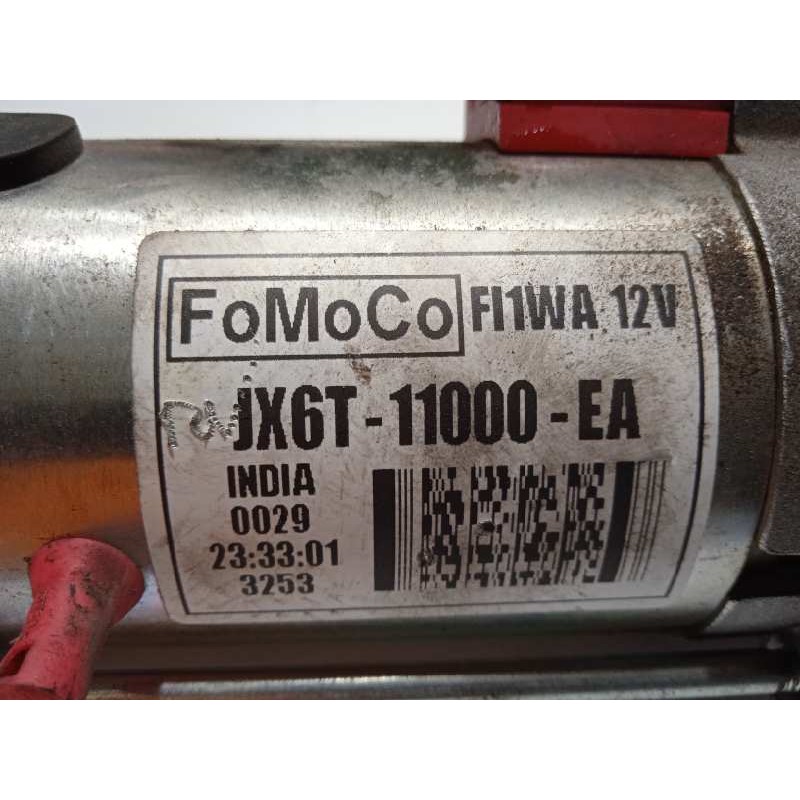 FoMoCo FI1WA 12V
JX6T-11000-EA
INDIA
0029
23:33:01
3253